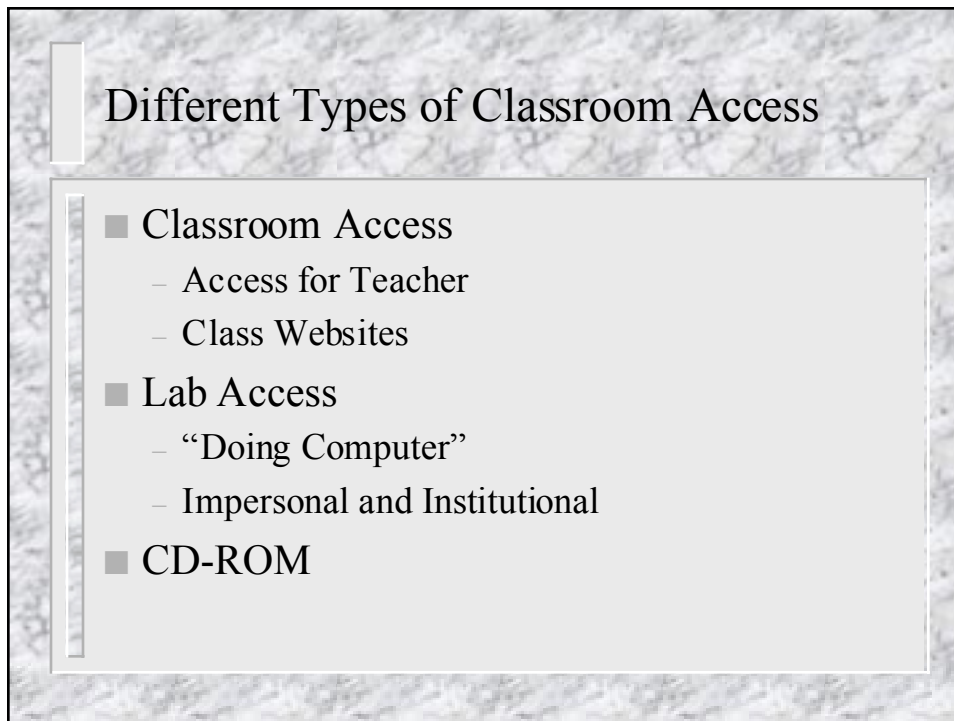 Different Types of Classroom Access
■ Classroom Access
– Access for Teacher
– Class Websites
■ Lab Access
– “Doing Computer”
– Impersonal and Institutional
■ CD-ROM